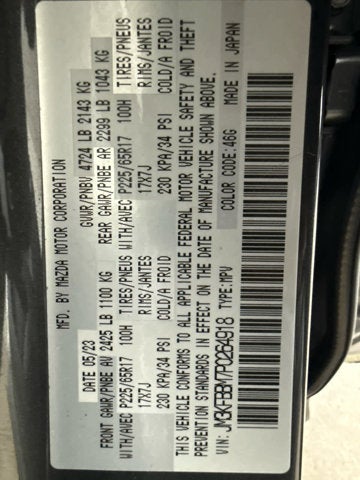 MFD. BY MAZDA MOTOR CORPORATION
DATE 05/23 GVWR/PNBV 4724 LB 2143 KG
FRONT GAWR/PNBE AV 2425 LB 1100 KG REAR GAWR/PNBE AR 2299 LB 1043 KG
WITH/AVEC P225/65R17 100H TIRES/PNEUS WITH/AVEC P225/65R17 100H TIRES/PNEUS
17X7J RIMS/JANTES 17X7J RIMS/JANTES
230 KPA/34 PSI COLD/A FROID 230 KPA/34 PSI COLD/A FROID
THIS VEHICLE CONFORMS TO ALL APPLICABLE FEDERAL MOTOR VEHICLE SAFETY AND THEFT
PREVENTION STANDARDS IN EFFECT ON THE DATE OF MANUFACTURE SHOWN ABOVE.
VIN: JM3KFBBM7P0264918 TYPE: MPV COLOR CODE: 46G MADE IN JAPAN